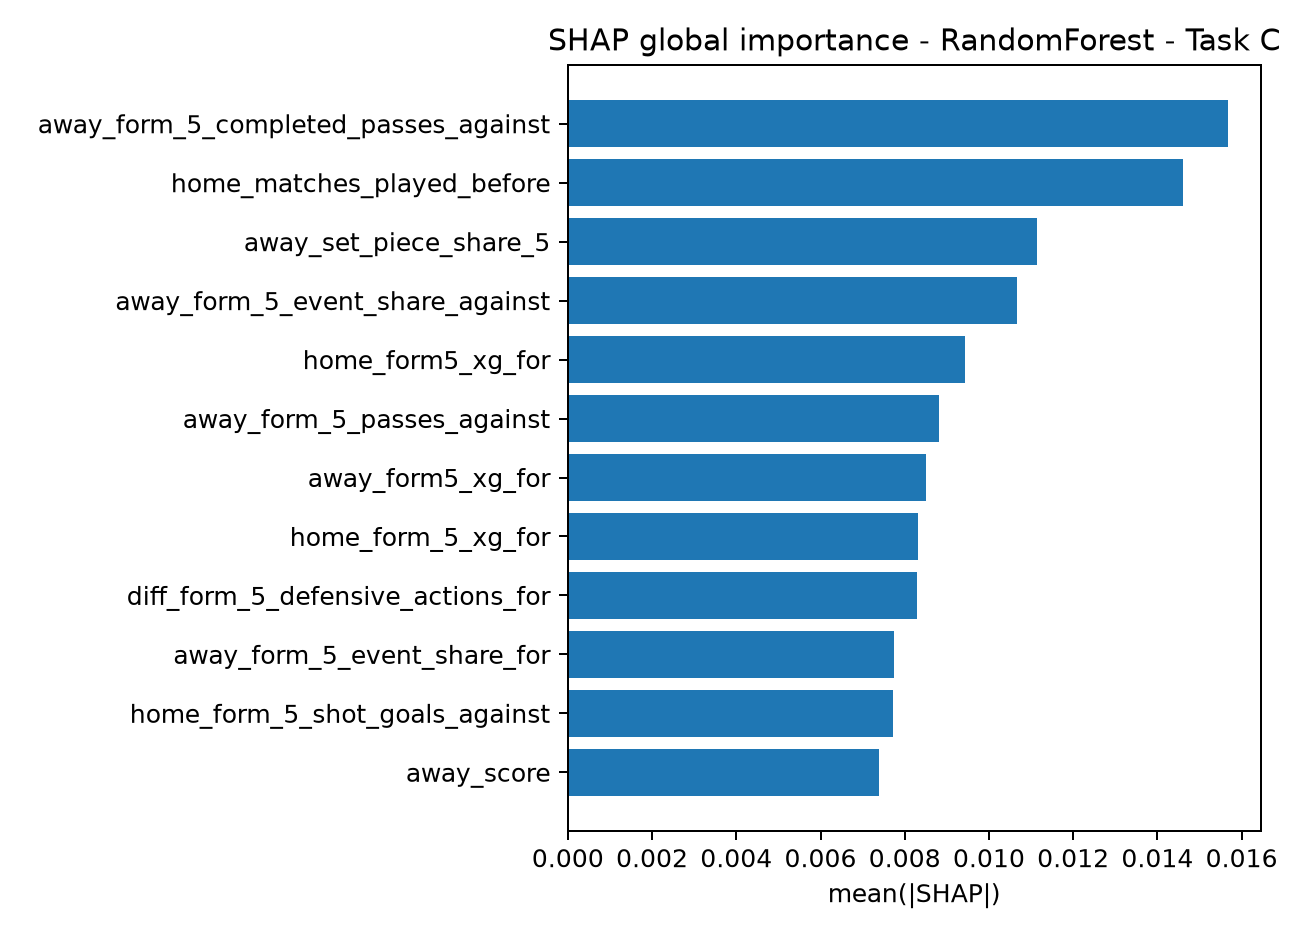 SHAP global importance - RandomForest - Task C
away_form_5_completed_passes_against
home_matches_played_before
away_set_piece_share_5
away_form_5_event_share_against
home_form5_xg_for
away_form_5_passes_against
away_form5_xg_for
home_form_5_xg_for
diff_form_5_defensive_actions_for
away_form_5_event_share_for
home_form_5_shot_goals_against
away_score
0.000 0.002 0.004 0.006 0.008 0.010 0.012 0.014 0.016
mean(|SHAP|)